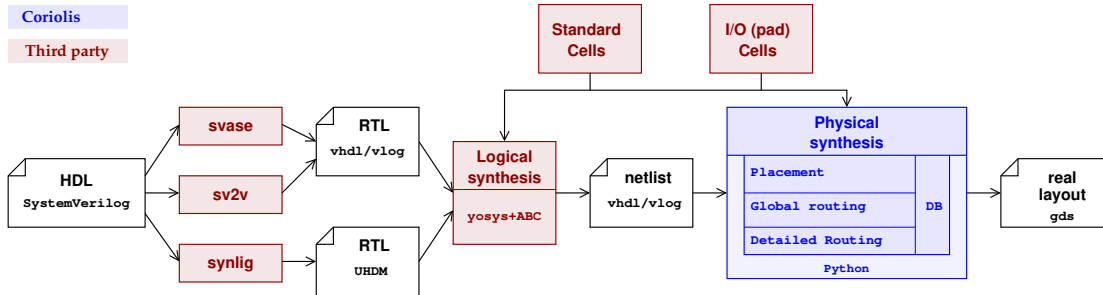 Coriolis
Third party
Standard
Cells
I/O (pad)
Cells
HDL
SystemVerilog
svase
sv2v
synlig
RTL
vhdl/vlog
RTL
UHDM
Logical
synthesis
yosys+ABC
netlist
vhdl/vlog
Physical
synthesis
Placement
Global routing
Detailed Routing
DB
Python
real
layout
gds